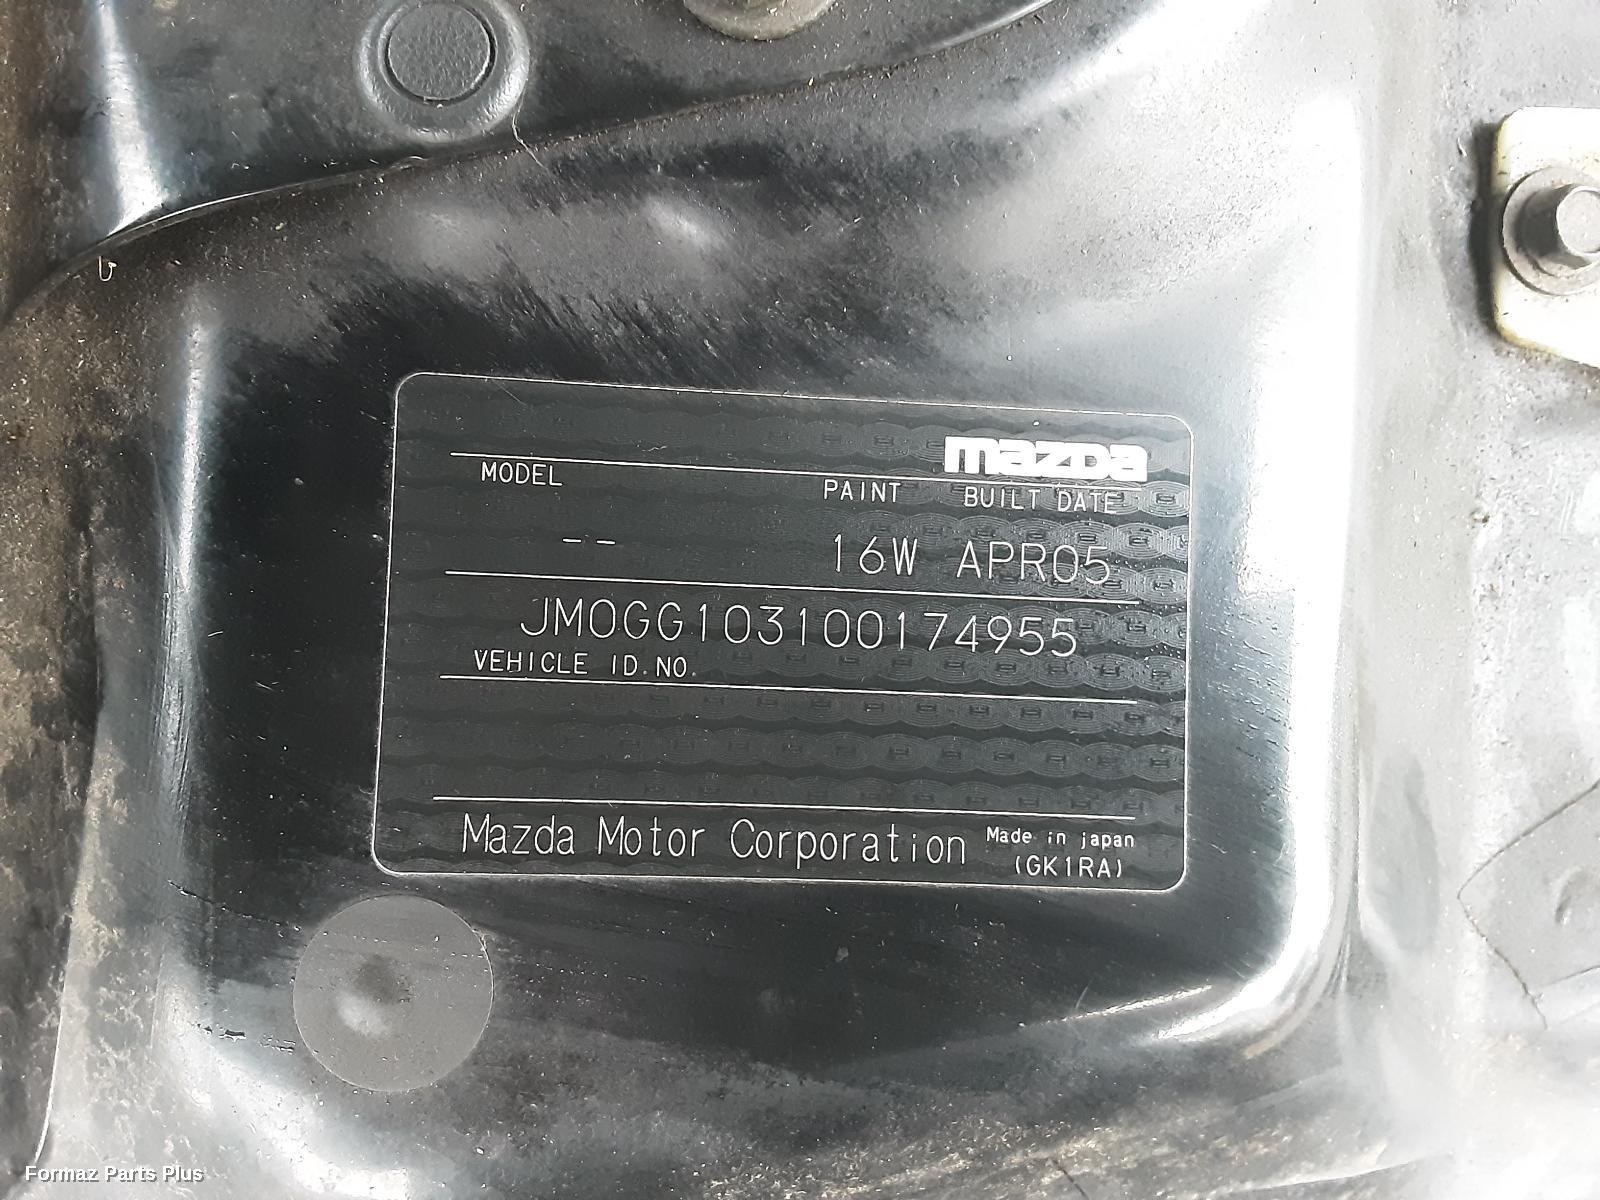 mazda
MODEL PAINT BUILT DATE
-- 16W APR05
JM0GG103100174955
VEHICLE ID.NO.
Mazda Motor Corporation Made in japan
(GK1RA)
Formaz Parts Plus